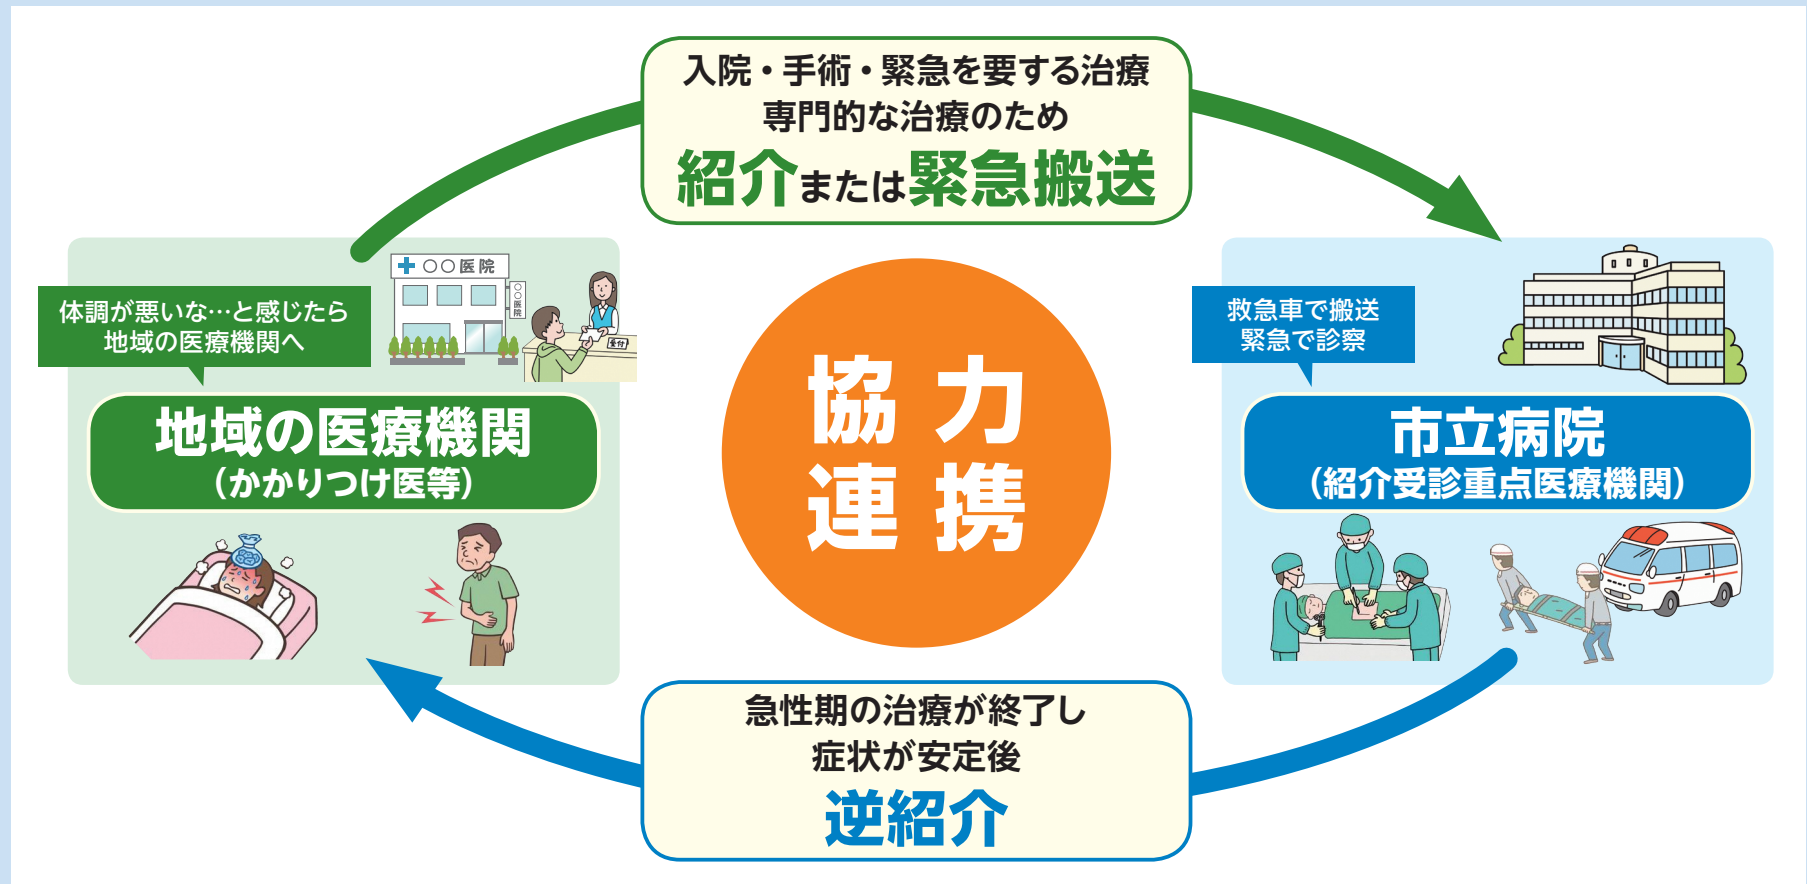 入院・手術・緊急を要する治療
専門的な治療のため
紹介または緊急搬送
○○医院
○○医院
受付
体調が悪いな…と感じたら
地域の医療機関へ
地域の医療機関
（かかりつけ医等）
協力
連携
救急車で搬送
緊急で診察
市立病院
（紹介受診重点医療機関）
急性期の治療が終了し
症状が安定後
逆紹介